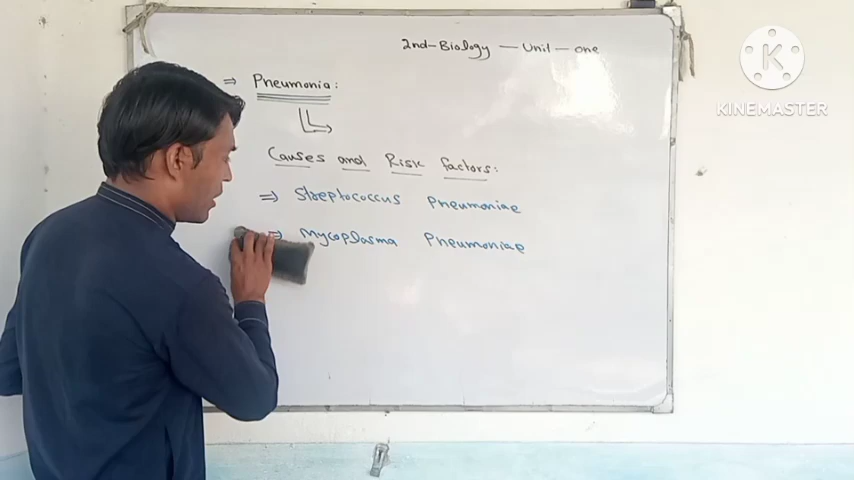 2nd-Biology - Unit - one
⇒ Pneumonia:
Causes and Risk factors:
⇒ Streptococcus Pneumoniae
⇒ Mycoplasma Pneumoniae
K
KINEMASTER